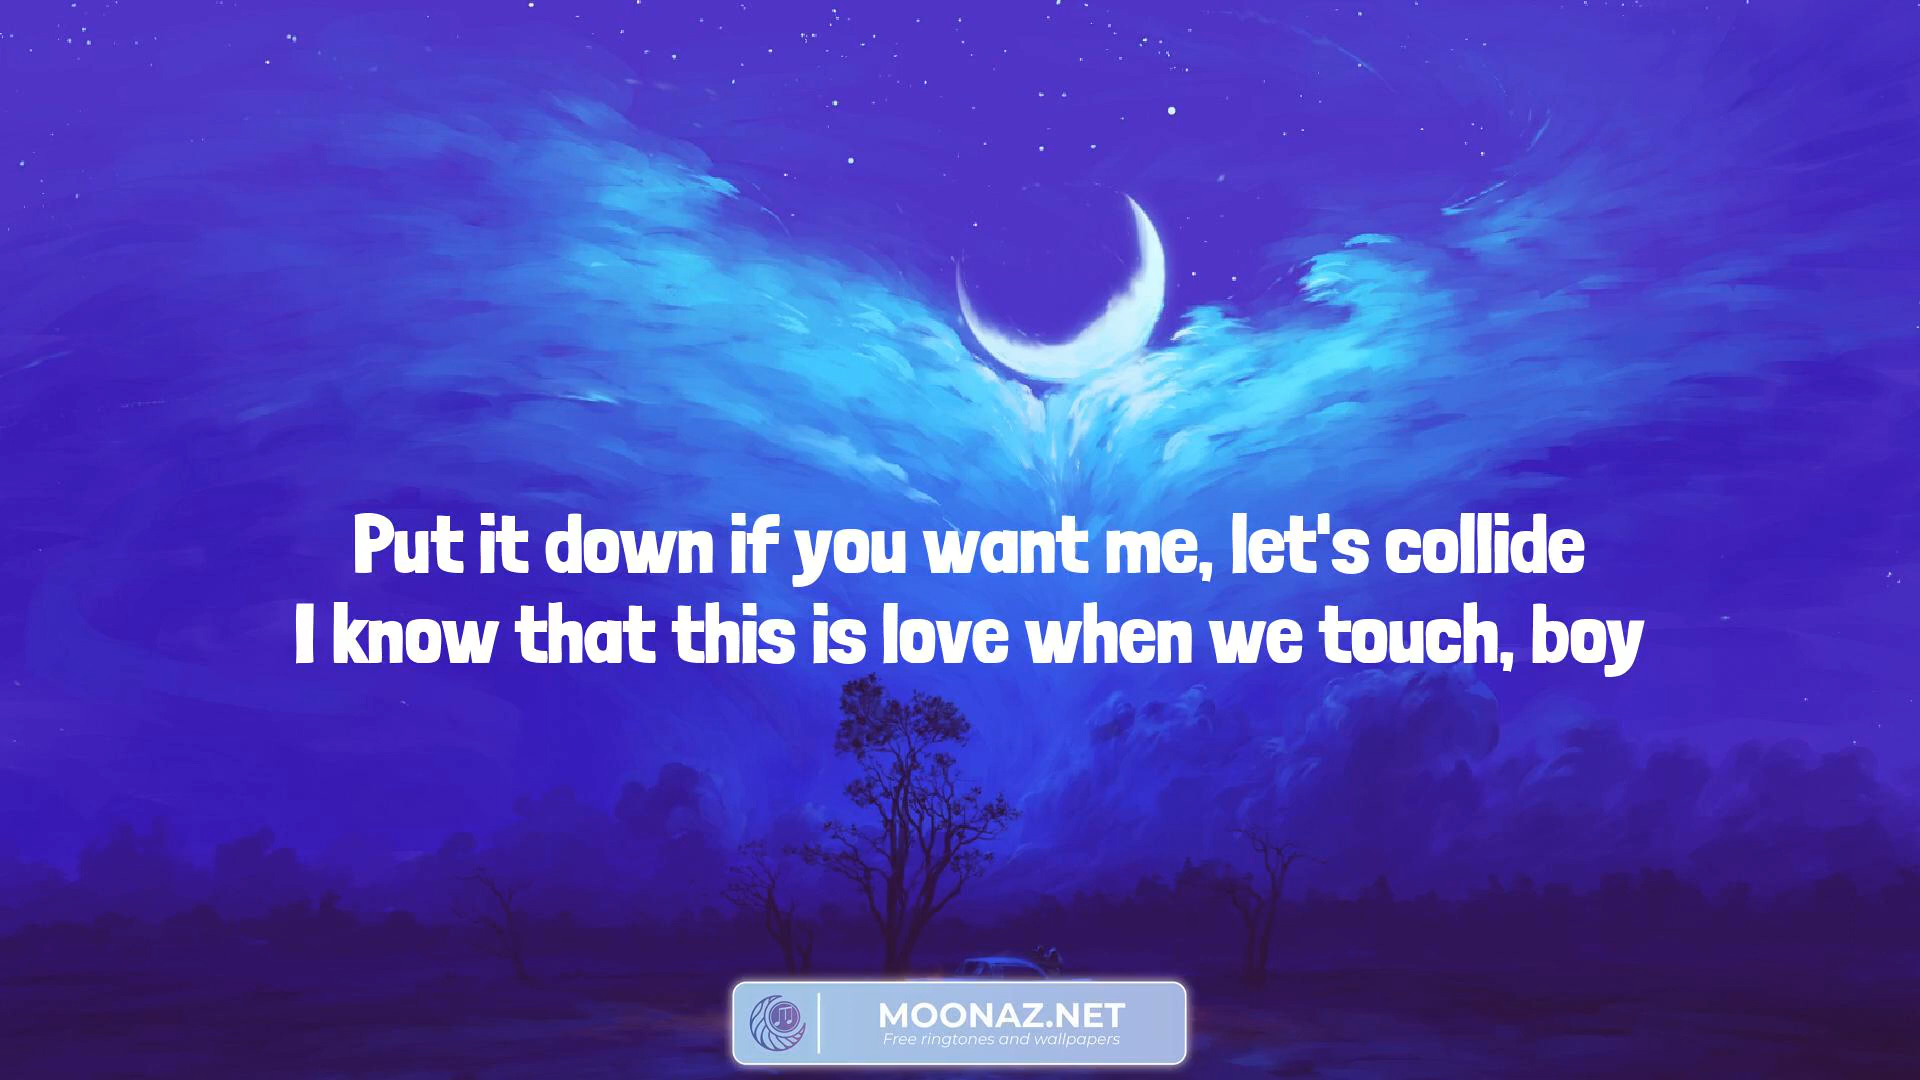 Put it down if you want me, let's collide
I know that this is love when we touch, boy
MOONAZ.NET
Free ringtones and wallpapers